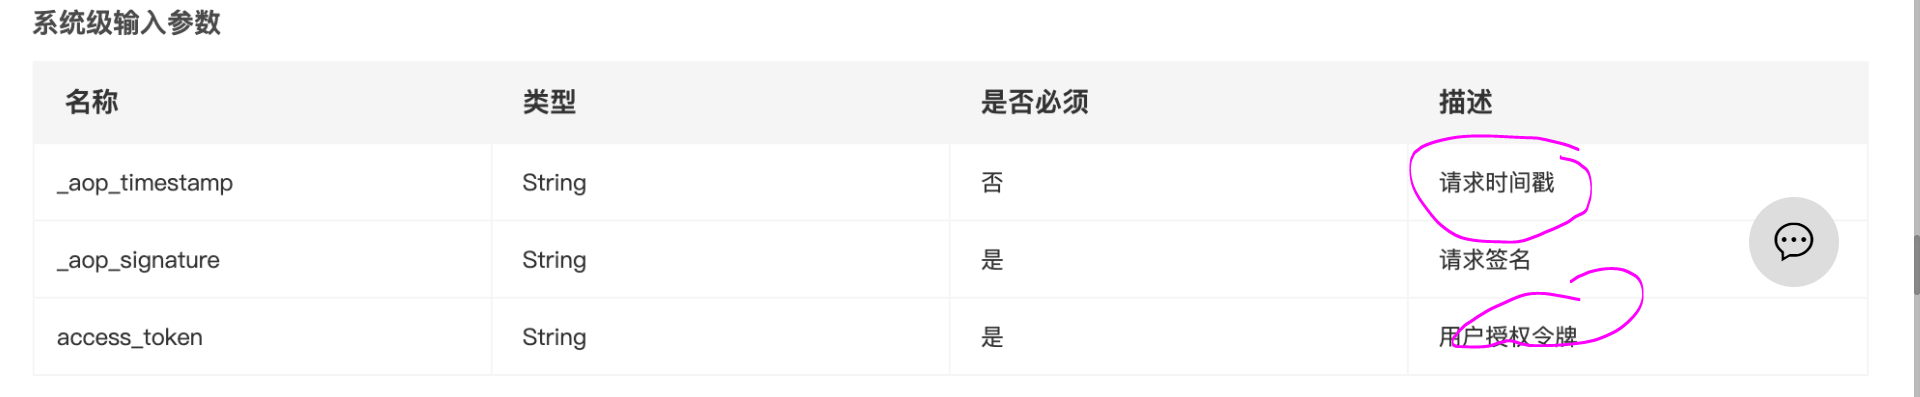 系统级输入参数
名称 类型 是否必须 描述
_aop_timestamp String 否 请求时间戳
_aop_signature String 是 请求签名
access_token String 是 用户授权令牌